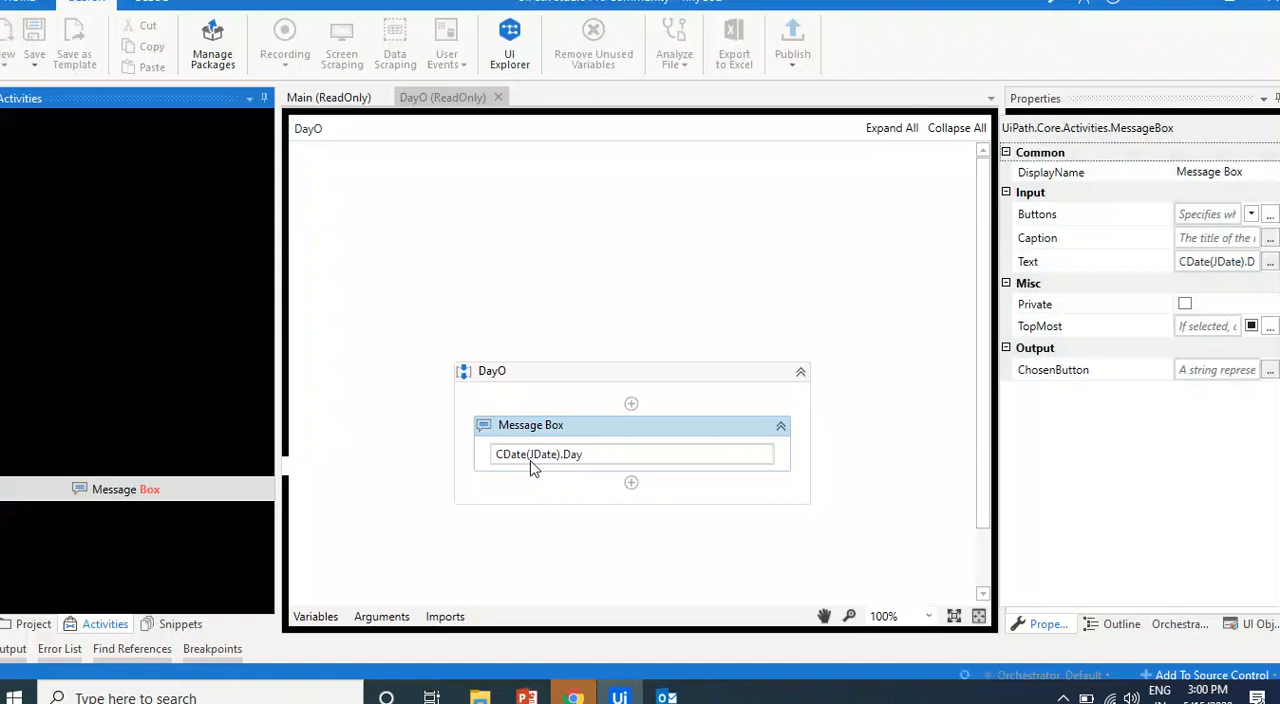 DESIGN
Save
Save as
Template
Cut
Copy
Paste
Manage
Packages
Recording
Screen
Scraping
Data
Scraping
User
Events
UI
Explorer
Remove Unused
Variables
Analyze
File
Export
to Excel
Publish
Activities
Main (ReadOnly)
DayO (ReadOnly)
Properties
DayO
Expand All
Collapse All
UiPath.Core.Activities.MessageBox
Common
DisplayName
Message Box
Input
Buttons
Specifies wh
...
Caption
The title of the
...
Text
CDate(JDate).D
...
Misc
Private
TopMost
If selected,
...
Output
ChosenButton
A string represe
...
DayO
Message Box
CDate(JDate).Day
Message Box
Variables
Arguments
Imports
100%
Project
Activities
Snippets
Prope...
Outline
Orchestra...
UI Obj...
utput
Error List
Find References
Breakpoints
Orchestrator Default
Add To Source Control
Type here to search
Ui
ENG
3:00 PM